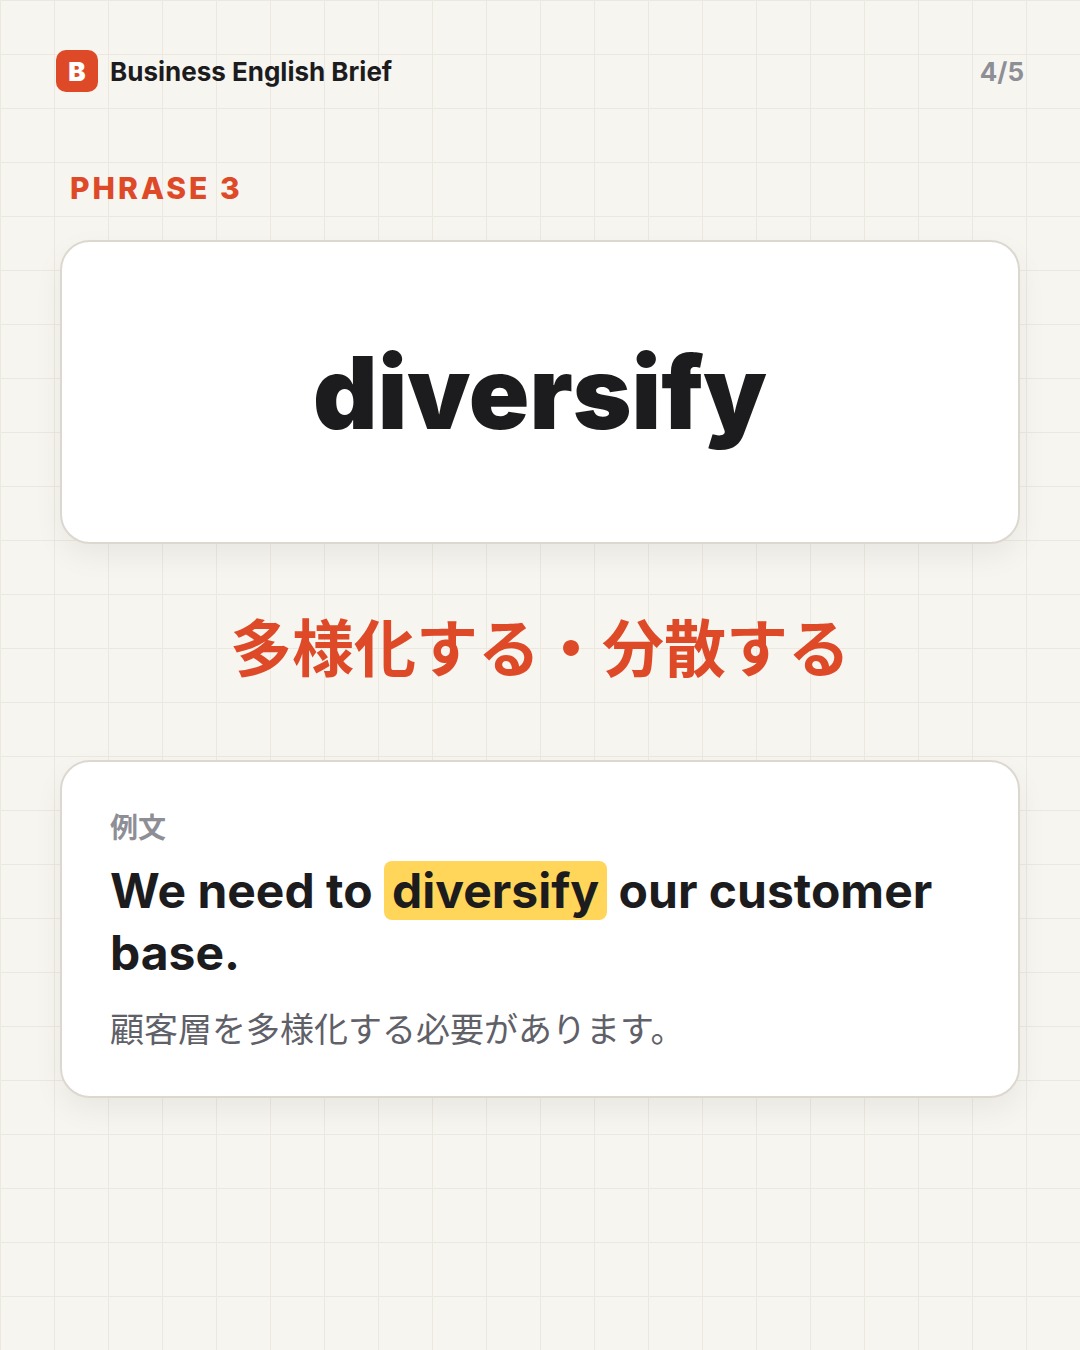 B Business English Brief 4/5
PHRASE 3
diversify
多様化する・分散する
例文
We need to diversify our customer
base.
顧客層を多様化する必要があります。